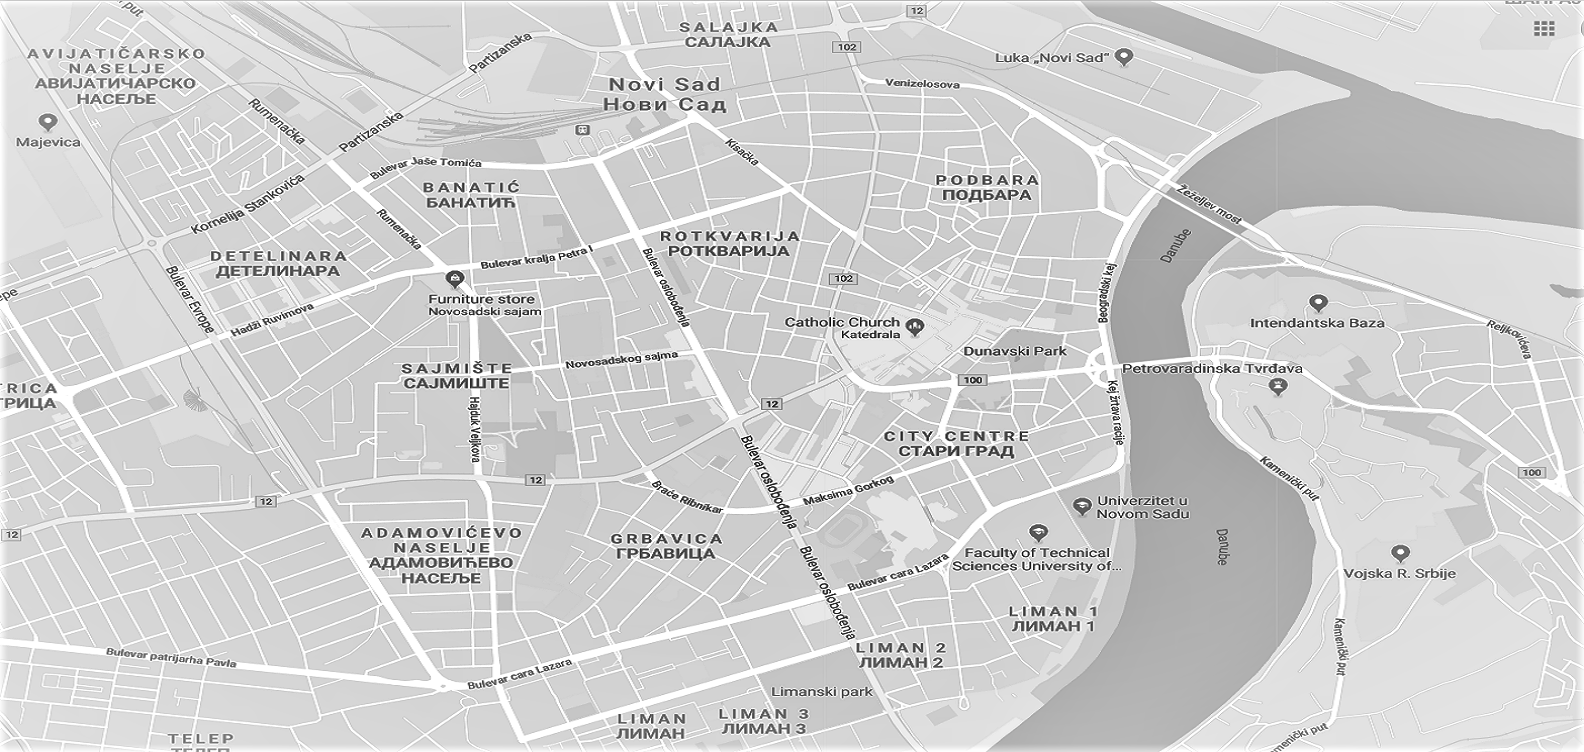 SALAJKA
САЛАЈКА
12
102
AVIJATIČARSKO
NASELJE
АВИЈАТИЧАРСКО
НАСЕЉЕ
Partizanska
Luka „Novi Sad“
Novi Sad
Нови Сад
Venizelosova
Rumenačka
Partizanska
Majevica
Kisačka
Bulevar Jaše Tomića
BANATIĆ
БАНАТИЋ
PODBARA
ПОДБАРА
Kornelija Stankovića
Žeželjev most
Rumenačka
ROTKVARIJA
РОТКВАРИЈА
Danube
DETELINARA
ДЕТЕЛИНАРА
Bulevar kralja Petra I
Bulevar oslobođenja
102
Bulevar Evrope
Beogradski kej
Furniture store
Novosadski sajam
Hadži Ruvimova
Catholic Church
Katedrala
Intendantska Baza
Reljkovićeva
Dunavski Park
Novosadskog sajma
SAJMIŠTE
САЈМИШТЕ
Petrovaradinska Tvrđava
100
TRICA
ТРИЦА
12
Hajduk Veljkova
Kej žrtava racije
CITY CENTRE
СТАРИ ГРАД
Bulevar oslobođenja
Kamenički put
100
12
12
Braće Ribnikar
Maksima Gorkog
Univerzitet u
Novom Sadu
12
ADAMOVIĆEVO
NASELJE
АДАМОВИЋЕВО
НАСЕЉЕ
GRBAVICA
ГРБАВИЦА
Faculty of Technical
Sciences University of...
Danube
Bulevar oslobođenja
Bulevar cara Lazara
Vojska R. Srbije
LIMAN 1
ЛИМАН 1
LIMAN 2
ЛИМАН 2
Kamenički put
Bulevar patrijarha Pavla
Bulevar cara Lazara
Limanski park
LIMAN
ЛИМАН
LIMAN 3
ЛИМАН 3
Kamenički put
TELEP
ТЕЛЕП